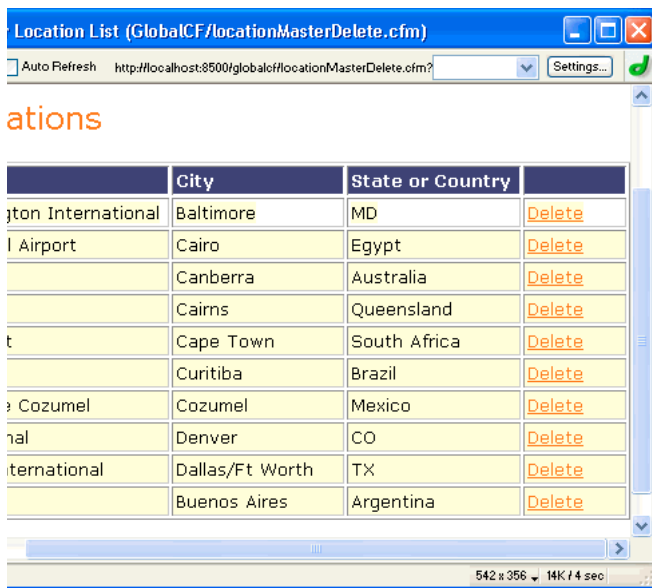 Location List (GlobalCF/locationMasterDelete.cfm)
Auto Refresh http://localhost:8500/globalcf/locationMasterDelete.cfm? Settings...
ations
City State or Country
gton International Baltimore MD Delete
l Airport Cairo Egypt Delete
Canberra Australia Delete
Cairns Queensland Delete
t Cape Town South Africa Delete
Curitiba Brazil Delete
e Cozumel Cozumel Mexico Delete
nal Denver CO Delete
ternational Dallas/Ft Worth TX Delete
Buenos Aires Argentina Delete
542 x 356 14K / 4 sec